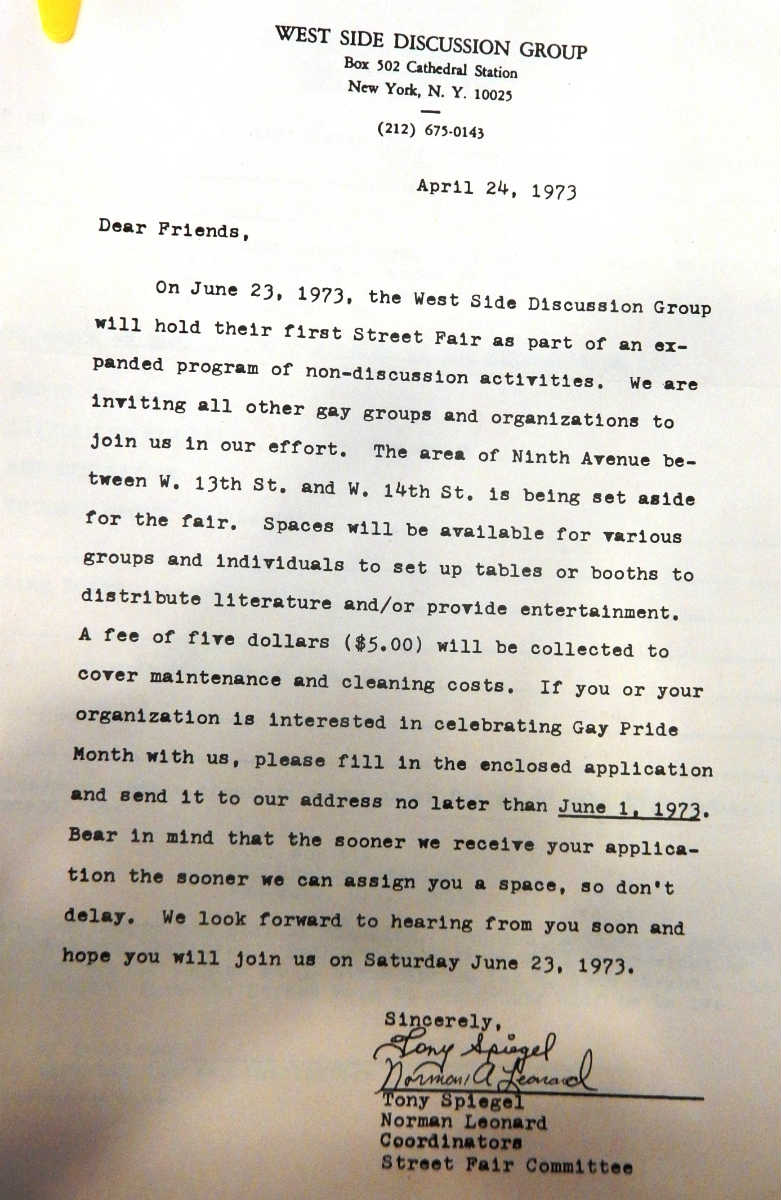 WEST SIDE DISCUSSION GROUP
Box 502 Cathedral Station
New York, N. Y. 10025
—
(212) 675-0143
April 24, 1973
Dear Friends,
On June 23, 1973, the West Side Discussion Group
will hold their first Street Fair as part of an ex-
panded program of non-discussion activities. We are
inviting all other gay groups and organizations to
join us in our effort. The area of Ninth Avenue be-
tween W. 13th St. and W. 14th St. is being set aside
for the fair. Spaces will be available for various
groups and individuals to set up tables or booths to
distribute literature and/or provide entertainment.
A fee of five dollars ($5.00) will be collected to
cover maintenance and cleaning costs. If you or your
organization is interested in celebrating Gay Pride
Month with us, please fill in the enclosed application
and send it to our address no later than June 1, 1973.
Bear in mind that the sooner we receive your applica-
tion the sooner we can assign you a space, so don't
delay. We look forward to hearing from you soon and
hope you will join us on Saturday June 23, 1973.
Sincerely,
Tony Spiegel
Norman A Leonard
Tony Spiegel
Norman Leonard
Coordinators
Street Fair Committee